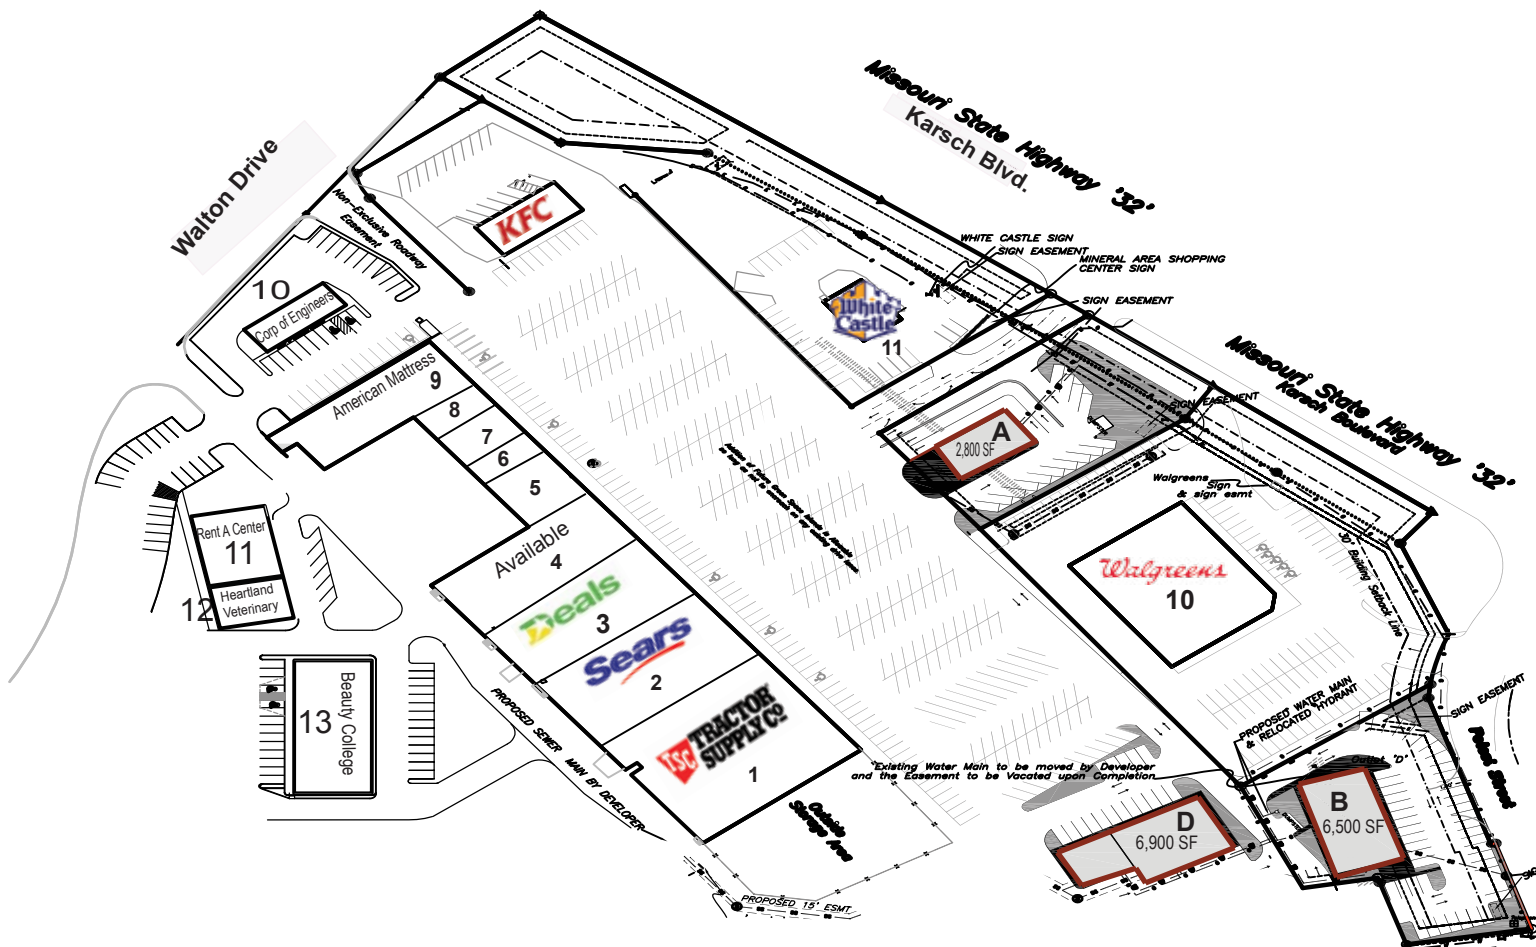 Missouri State Highway '32'
Karsch Blvd.
Walton Drive
Non-Exclusive Roadway
Easement
KFC
WHITE CASTLE SIGN
SIGN EASEMENT
MINERAL AREA SHOPPING
CENTER SIGN
SIGN EASEMENT
10
Corp of Engineers
White
Castle
11
Missouri State Highway '32'
Karsch Boulevard
American Mattress
9
8
7
6
5
SIGN EASEMENT
A
2,800 SF
Walgreens
Sign
& sign esmt
Rent A Center
11
Heartland
Veterinary
12
Available
4
Deals
3
Sears
2
TSC
TRACTOR
SUPPLY CO
1
Walgreens
10
30' Building Setback Line
Beauty College
13
PROPOSED SEWER MAIN BY DEVELOPER
PROPOSED WATER MAIN
& RELOCATED HYDRANT
SIGN EASEMENT
Existing Water Main to be moved by Developer
and the Easement to be Vacated upon Completion
Outside
Storage Area
Outlot "D"
B
6,500 SF
D
6,900 SF
PROPOSED 15' ESMT